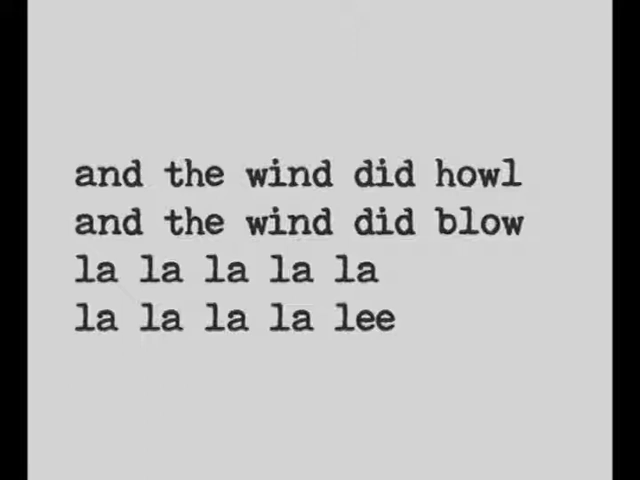 and the wind did howl
and the wind did blow
la la la la la
la la la la lee